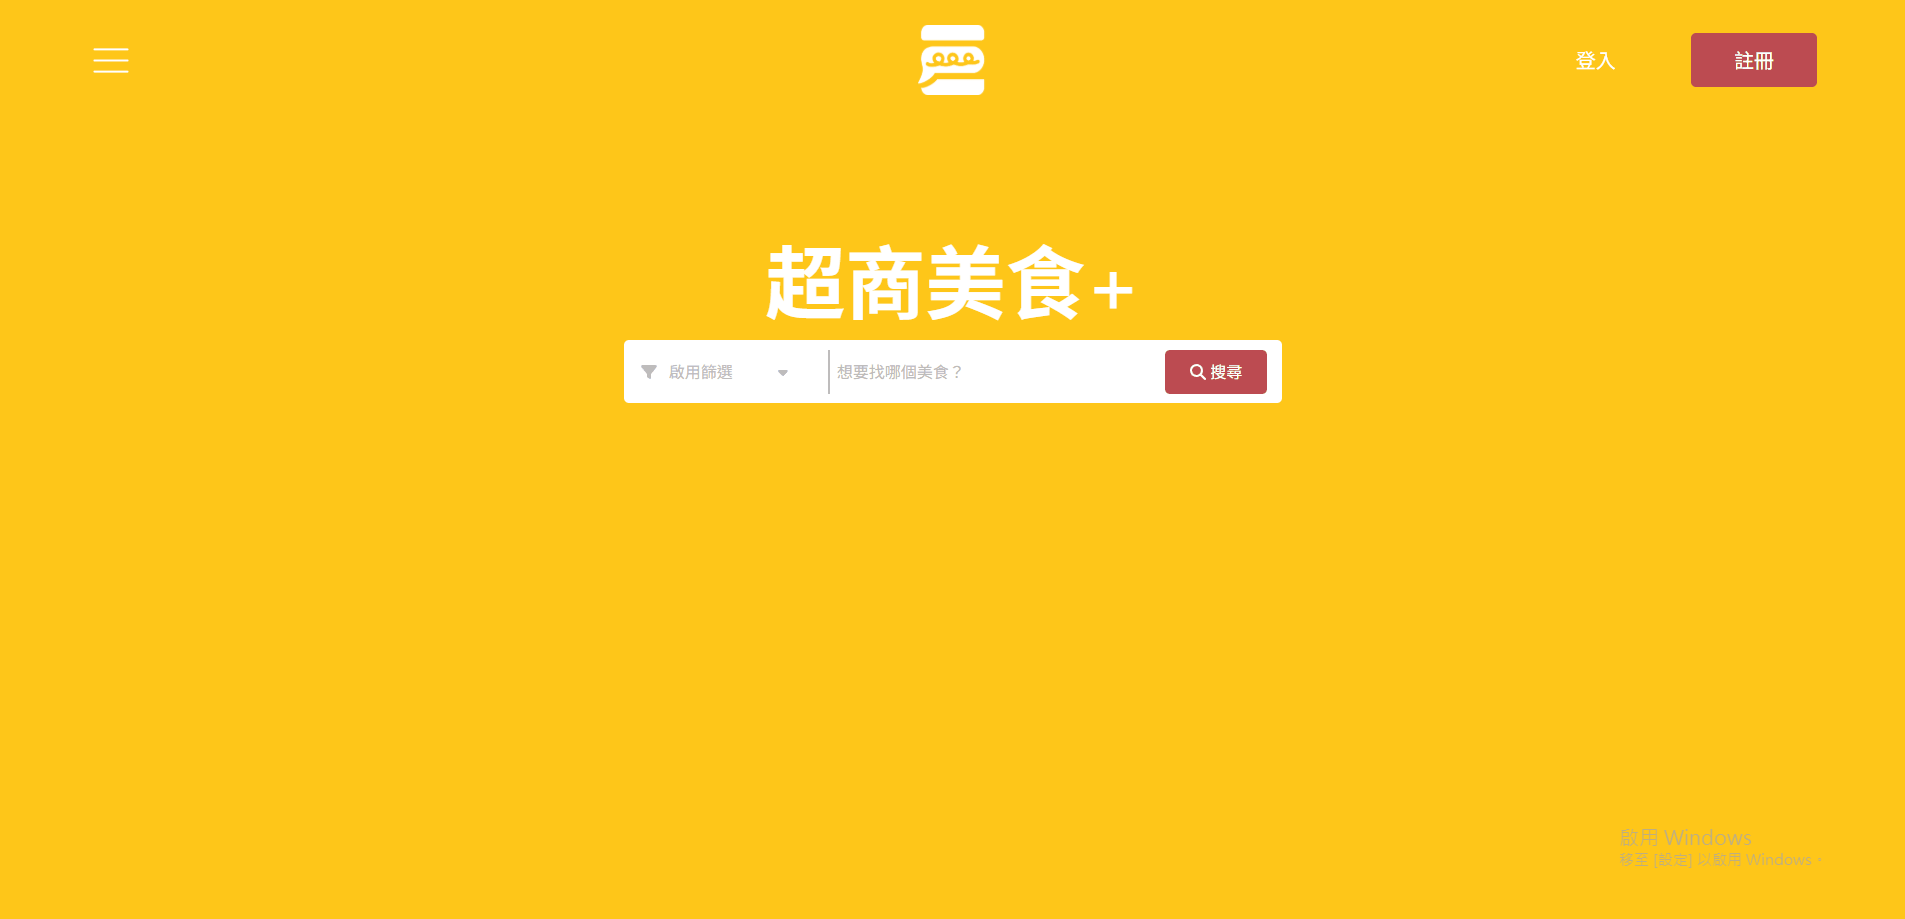 登入
註冊
超商美食+
啟用篩選
想要找哪個美食？
搜尋
啟用 Windows
移至 [設定] 以啟用 Windows。